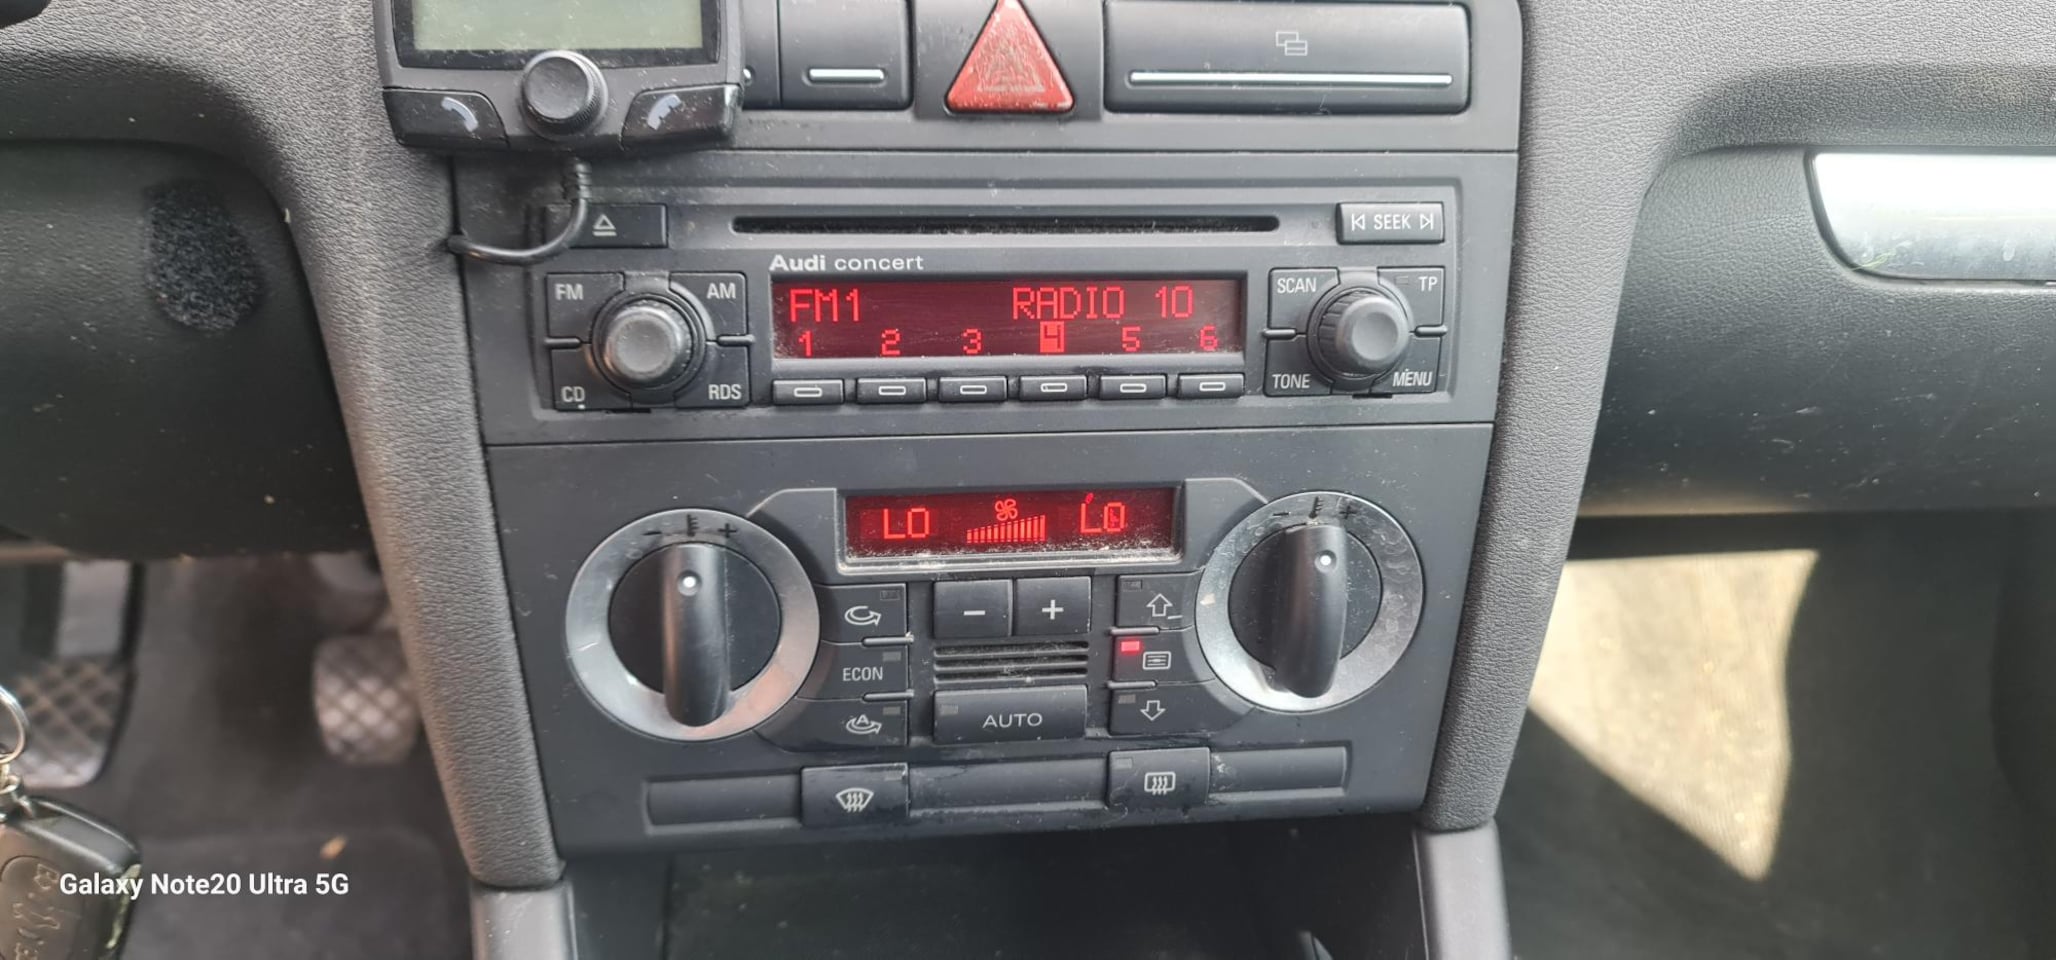 SEEK
Audi concert
FM AM
FM1 RADIO 10
1 2 3 4 5 6
CD RDS
SCAN TP
TONE MENU
LO Lo
- +
- +
- +
ECON
A
AUTO
Galaxy Note20 Ultra 5G